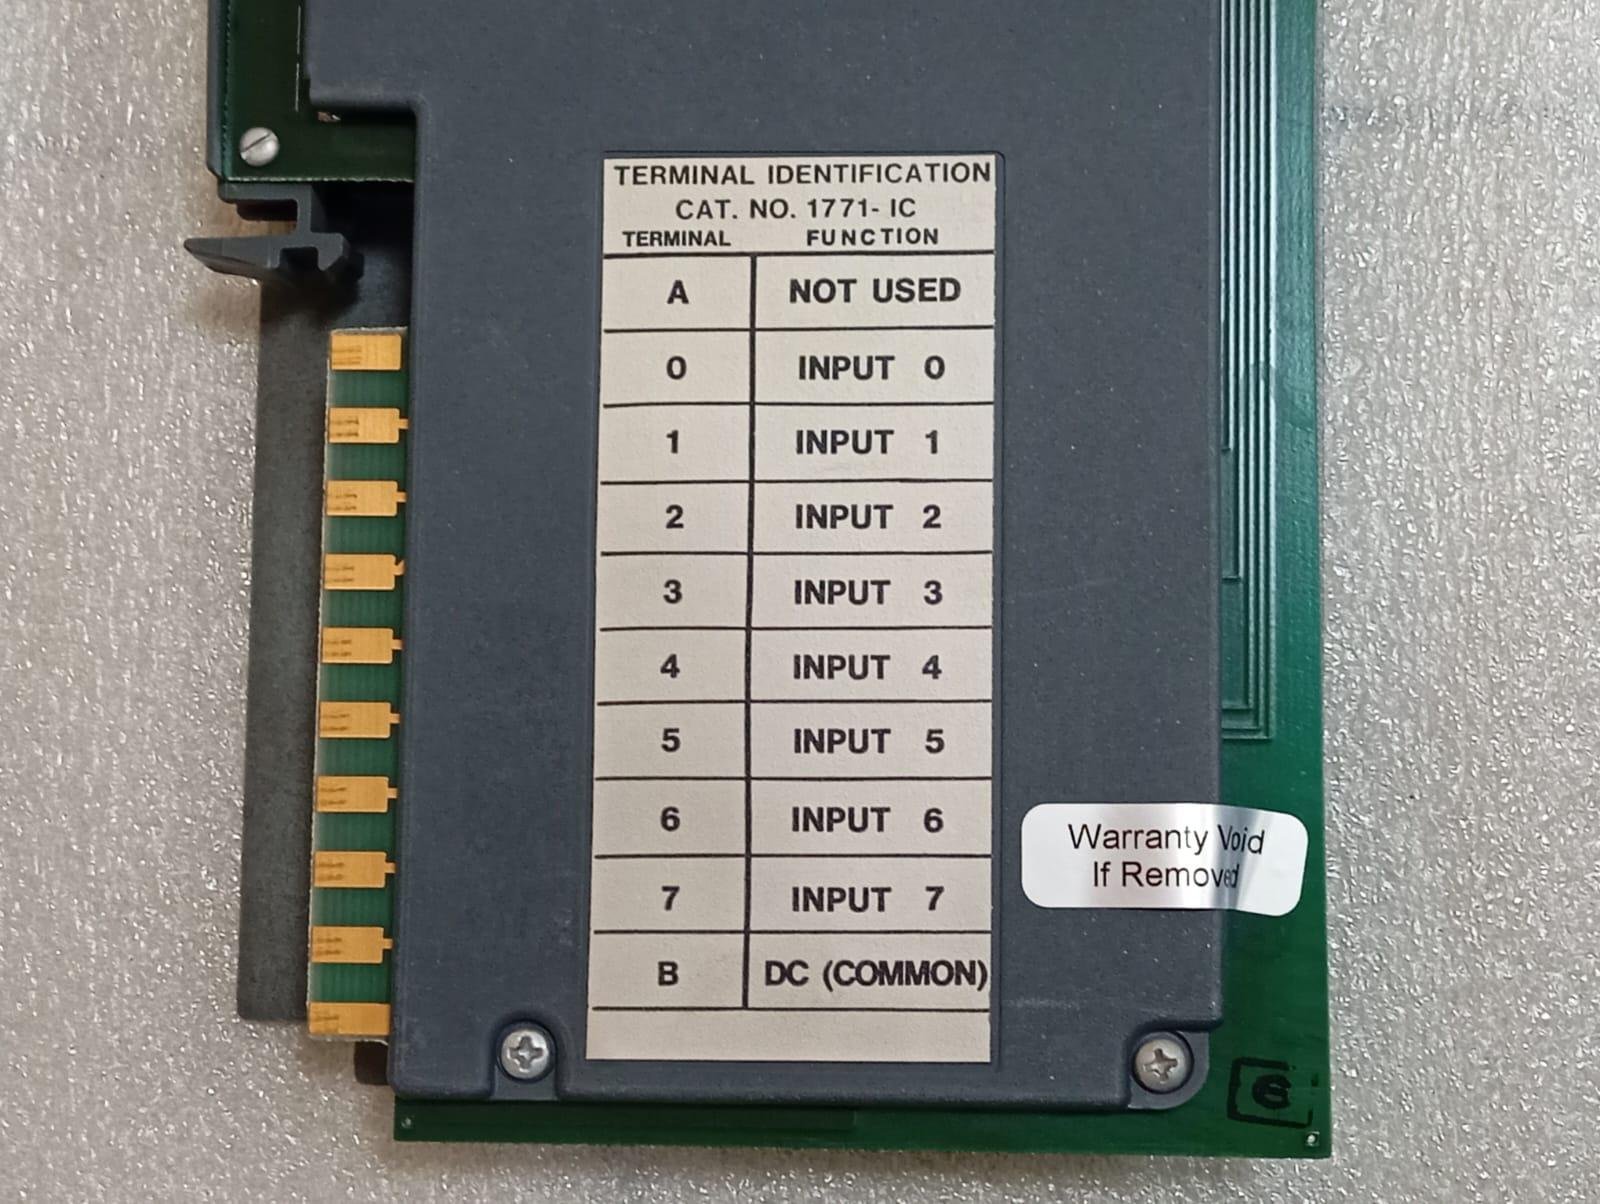 TERMINAL IDENTIFICATION
CAT. NO. 1771- IC
TERMINAL FUNCTION
A NOT USED
0 INPUT 0
1 INPUT 1
2 INPUT 2
3 INPUT 3
4 INPUT 4
5 INPUT 5
6 INPUT 6
7 INPUT 7
B DC (COMMON)
Warranty Void
If Removed